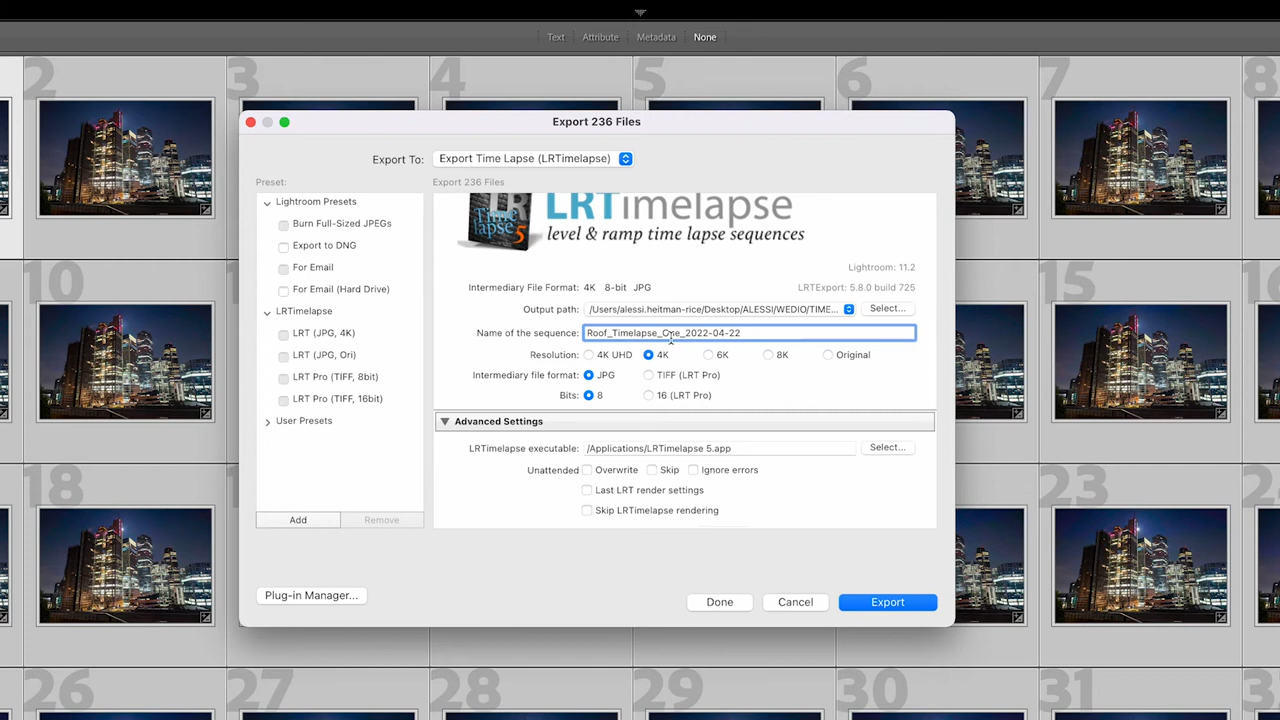 Text Attribute Metadata None
2 3 4 5 6 7 8
Export 236 Files
Export To: Export Time Lapse (LRTimelapse)
Preset:
Export 236 Files
Lightroom Presets
Burn Full-Sized JPEGs
Export to DNG
For Email
For Email (Hard Drive)
LRTimelapse
LRT (JPG, 4K)
LRT (JPG, Ori)
LRT Pro (TIFF, 8bit)
LRT Pro (TIFF, 16bit)
User Presets
Add Remove
LR Time lapse 5
LRTimelapse
level & ramp time lapse sequences
Lightroom: 11.2
Intermediary File Format: 4K 8-bit JPG LRTExport: 5.8.0 build 725
Output path: /Users/alessi.heitman-rice/Desktop/ALESSI/WEDIO/TIME... Select...
Name of the sequence: Roof_Timelapse_One_2022-04-22
Resolution: 4K UHD 4K 6K 8K Original
Intermediary file format: JPG TIFF (LRT Pro)
Bits: 8 16 (LRT Pro)
Advanced Settings
LRTimelapse executable: /Applications/LRTimelapse 5.app Select...
Unattended Overwrite Skip Ignore errors
Last LRT render settings
Skip LRTimelapse rendering
Plug-in Manager... Done Cancel Export
10 15
18 23
26 27 28 29 30